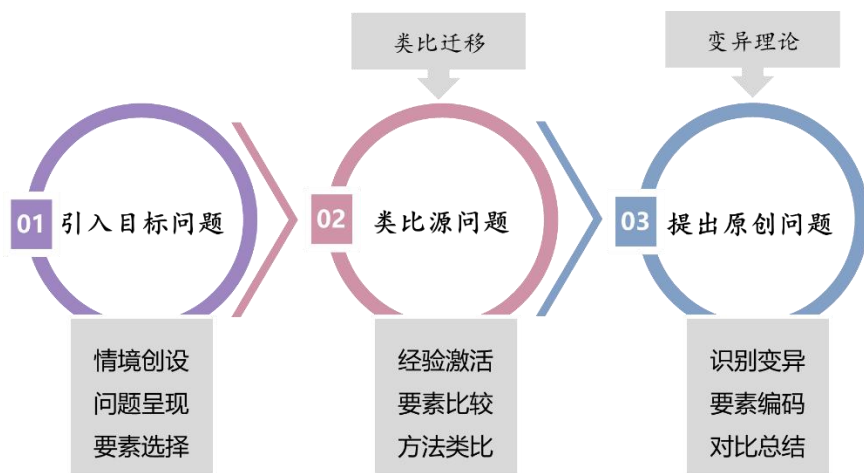 类比迁移
变异理论
01 引入目标问题
02 类比源问题
03 提出原创问题
情境创设
问题呈现
要素选择
经验激活
要素比较
方法类比
识别变异
要素编码
对比总结